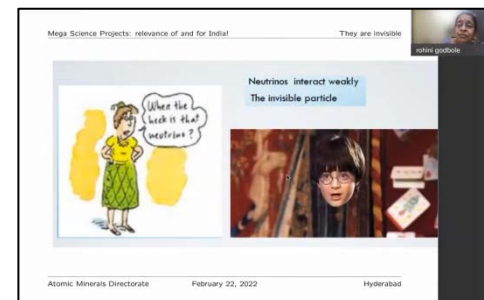 Mega Science Projects: relevance of and for India!
They are invisible
rohini godbole
Neutrinos interact weakly
The invisible particle
When the
heck is that
neutrino?
Atomic Minerals Directorate
February 22, 2022
Hyderabad